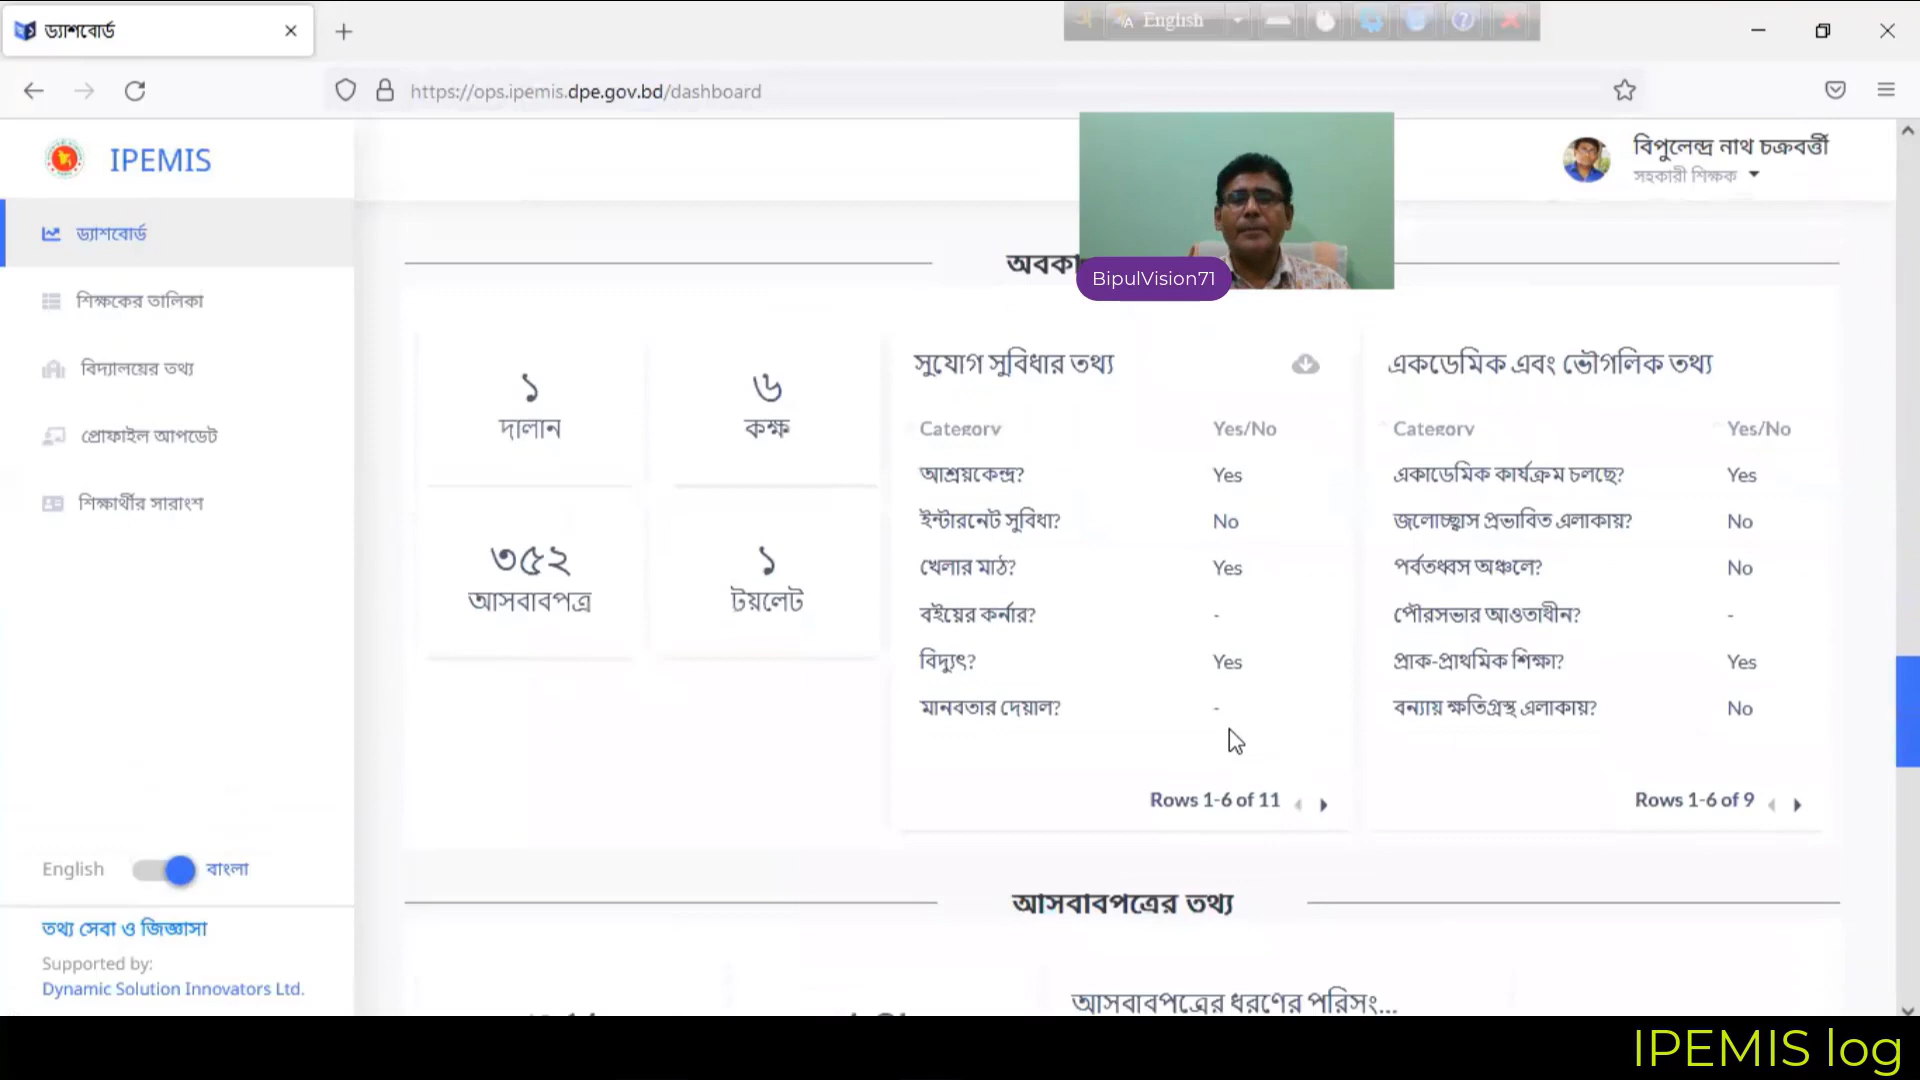 ড্যাশবোর্ড
English
https://ops.ipemis.dpe.gov.bd/dashboard
IPEMIS
বিপুলেন্দ্র নাথ চক্রবর্ত্তী
সহকারী শিক্ষক
ড্যাশবোর্ড
শিক্ষকের তালিকা
বিদ্যালয়ের তথ্য
প্রোফাইল আপডেট
শিক্ষার্থীর সারাংশ
BipulVision71
১
দালান
৬
কক্ষ
৩৫২
আসবাবপত্র
১
টয়লেট
সুযোগ সুবিধার তথ্য
Category Yes/No
আশ্রয়কেন্দ্র? Yes
ইন্টারনেট সুবিধা? No
খেলার মাঠ? Yes
বইয়ের কর্নার? -
বিদ্যুৎ? Yes
মানবতার দেয়াল? -
Rows 1-6 of 11
একডেমিক এবং ভৌগলিক তথ্য
Category Yes/No
একাডেমিক কার্যক্রম চলছে? Yes
জলোচ্ছ্বাস প্রভাবিত এলাকায়? No
পর্বতধ্বস অঞ্চলে? No
পৌরসভার আওতাধীন? -
প্রাক-প্রাথমিক শিক্ষা? Yes
বন্যায় ক্ষতিগ্রস্থ এলাকায়? No
Rows 1-6 of 9
English বাংলা
তথ্য সেবা ও জিজ্ঞাসা
Supported by:
Dynamic Solution Innovators Ltd.
আসবাবপত্রের তথ্য
আসবাবপত্রের ধরণের পরিসং...
IPEMIS log